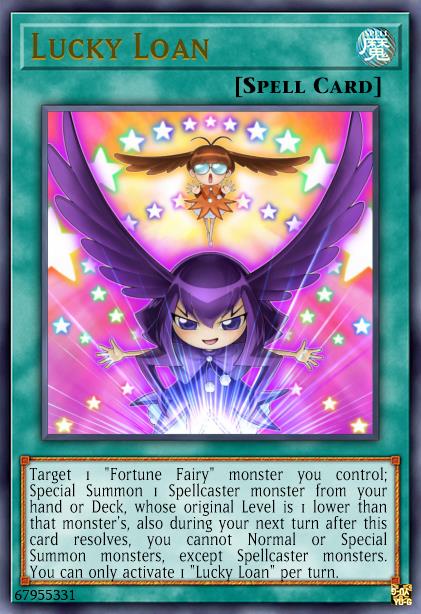 Lucky Loan
魔
[Spell Card]
Target 1 "Fortune Fairy" monster you control;
Special Summon 1 Spellcaster monster from your
hand or Deck, whose original Level is 1 lower than
that monster's, also during your next turn after this
card resolves, you cannot Normal or Special
Summon monsters, except Spellcaster monsters.
You can only activate 1 "Lucky Loan" per turn.
67955331